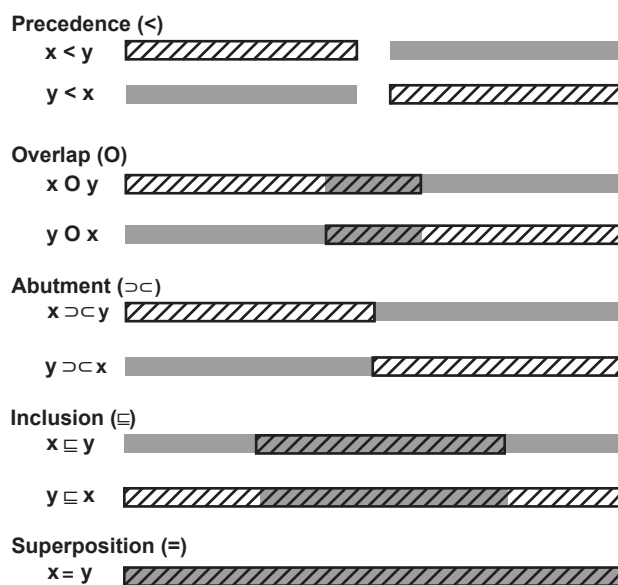 Precedence (<)
x < y
y < x
Overlap (O)
x O y
y O x
Abutment (⊃⊂)
x ⊃⊂ y
y ⊃⊂ x
Inclusion (⊑)
x ⊑ y
y ⊑ x
Superposition (=)
x = y